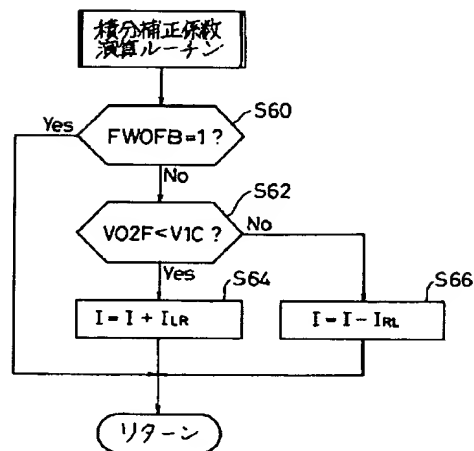 積分補正係数
演算ルーチン
S60
Yes
FWOFB=1?
No
S62
VO2F<V1C?
No
Yes
S64
S66
I = I + ILR
I = I - IRL
リターン